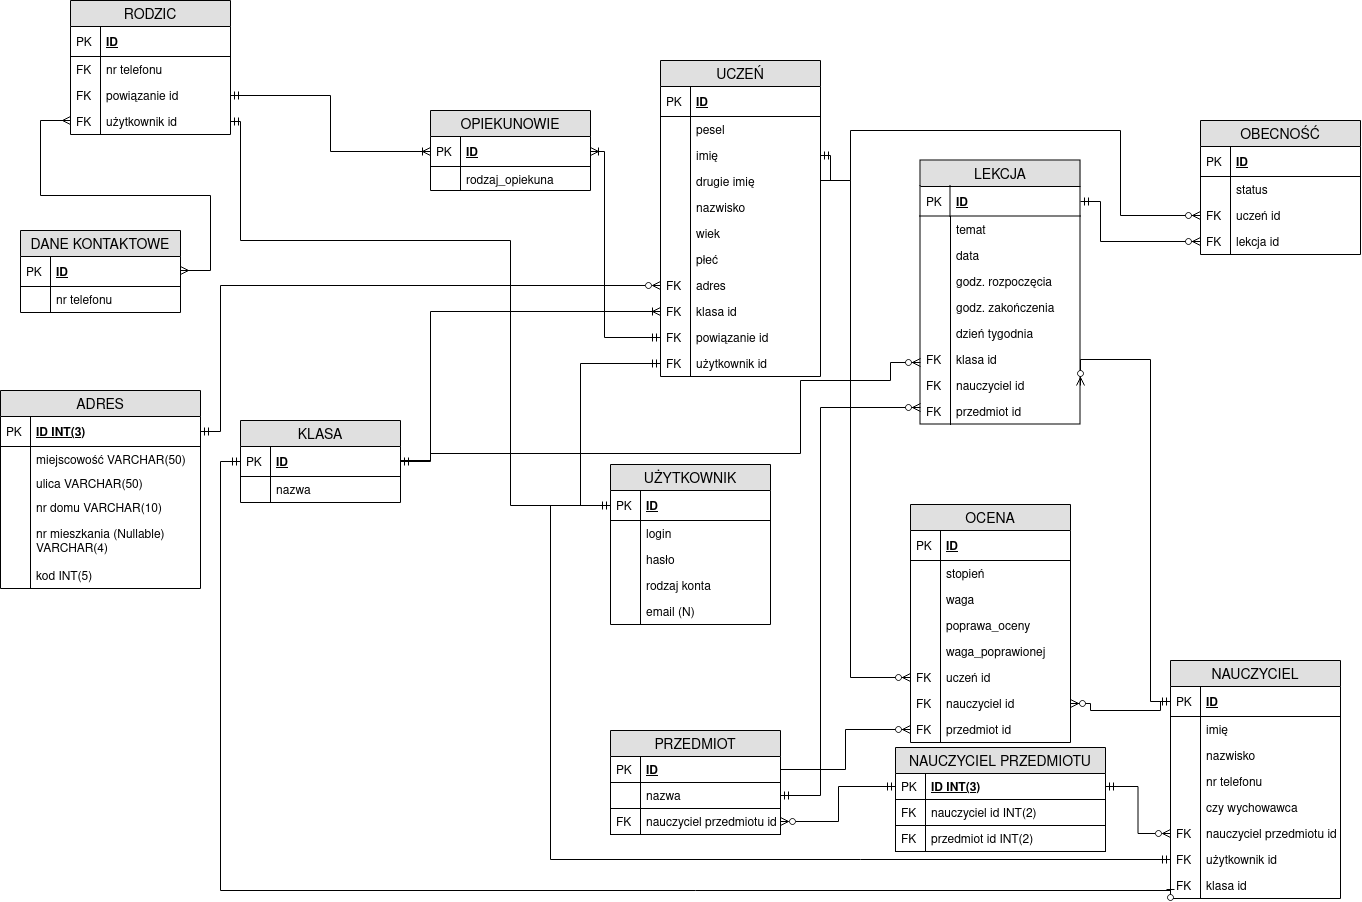 RODZIC
PK ID
FK nr telefonu
FK powiązanie id
FK użytkownik id
DANE KONTAKTOWE
PK ID
nr telefonu
OPIEKUNOWIE
PK ID
rodzaj_opiekuna
UCZEŃ
PK ID
pesel
imię
drugie imię
nazwisko
wiek
płeć
FK adres
FK klasa id
FK powiązanie id
FK użytkownik id
LEKCJA
PK ID
temat
data
godz. rozpoczęcia
godz. zakończenia
dzień tygodnia
FK klasa id
FK nauczyciel id
FK przedmiot id
OBECNOŚĆ
PK ID
status
FK uczeń id
FK lekcja id
ADRES
PK ID INT(3)
miejscowość VARCHAR(50)
ulica VARCHAR(50)
nr domu VARCHAR(10)
nr mieszkania (Nullable)
VARCHAR(4)
kod INT(5)
KLASA
PK ID
nazwa
UŻYTKOWNIK
PK ID
login
hasło
rodzaj konta
email (N)
OCENA
PK ID
stopień
waga
poprawa_oceny
waga_poprawionej
FK uczeń id
FK nauczyciel id
FK przedmiot id
PRZEDMIOT
PK ID
nazwa
FK nauczyciel przedmiotu id
NAUCZYCIEL PRZEDMIOTU
PK ID INT(3)
FK nauczyciel id INT(2)
FK przedmiot id INT(2)
NAUCZYCIEL
PK ID
imię
nazwisko
nr telefonu
czy wychowawca
FK nauczyciel przedmiotu id
FK użytkownik id
FK klasa id